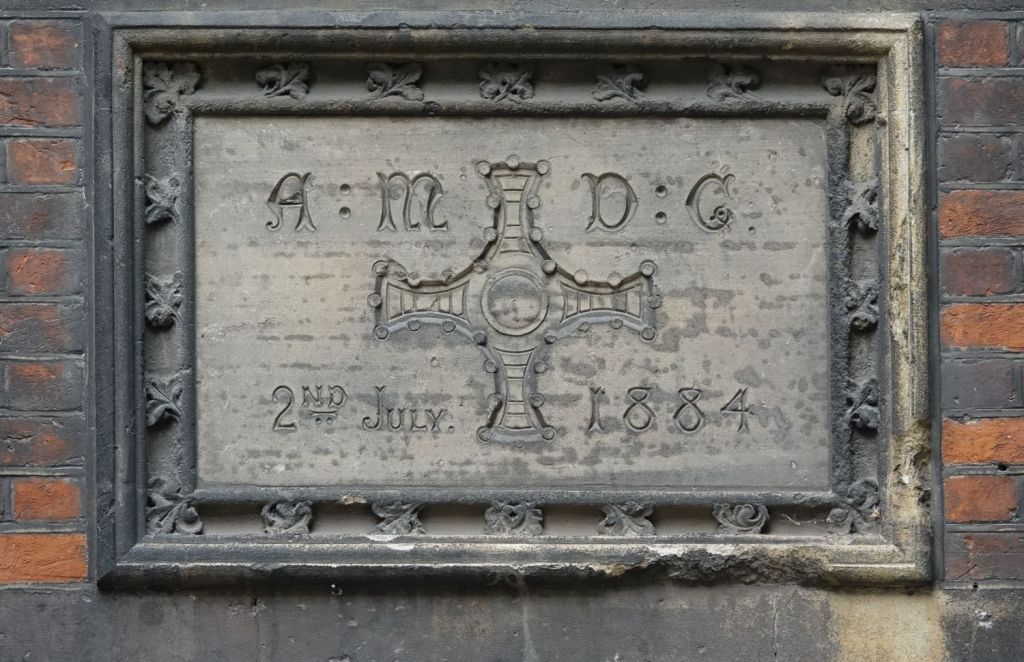 A : M D : G.
2ND July. 1884